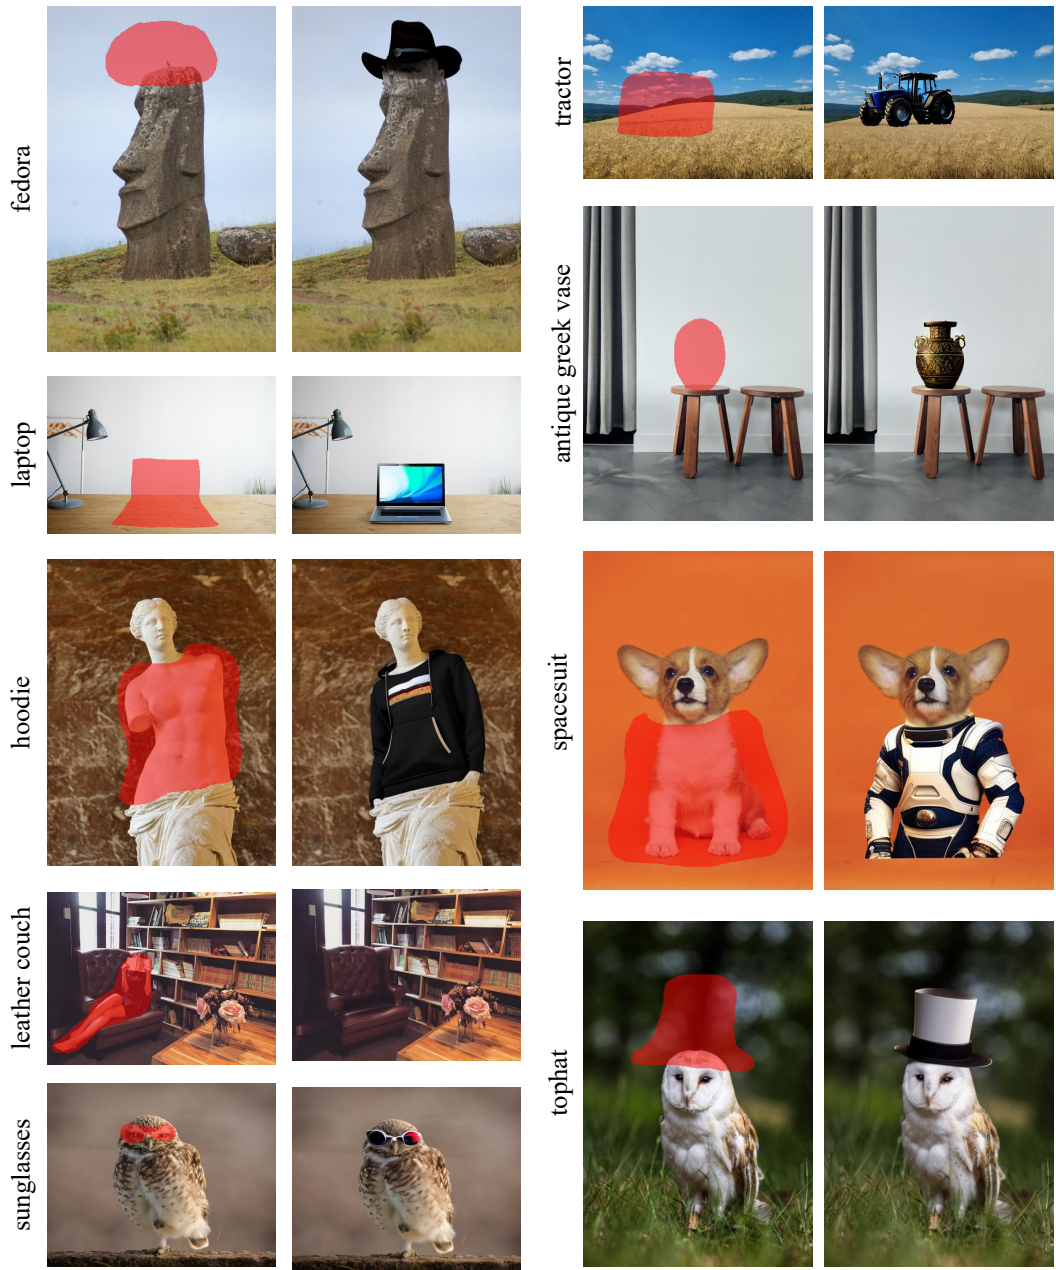 fedora
laptop
hoodie
leather couch
sunglasses
tractor
antique greek vase
spacesuit
tophat